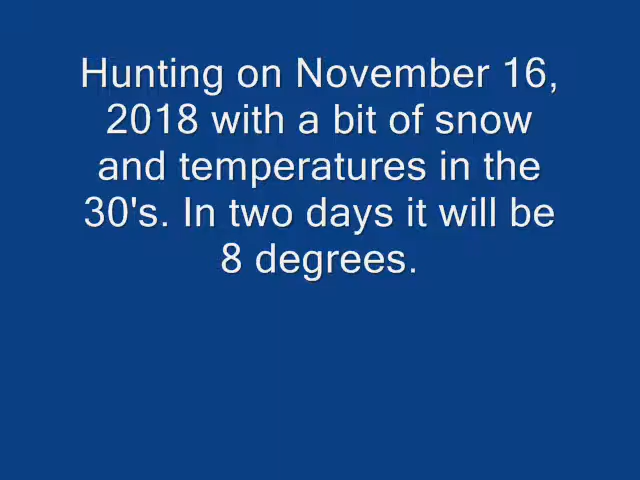 Hunting on November 16,
2018 with a bit of snow
and temperatures in the
30's. In two days it will be
8 degrees.